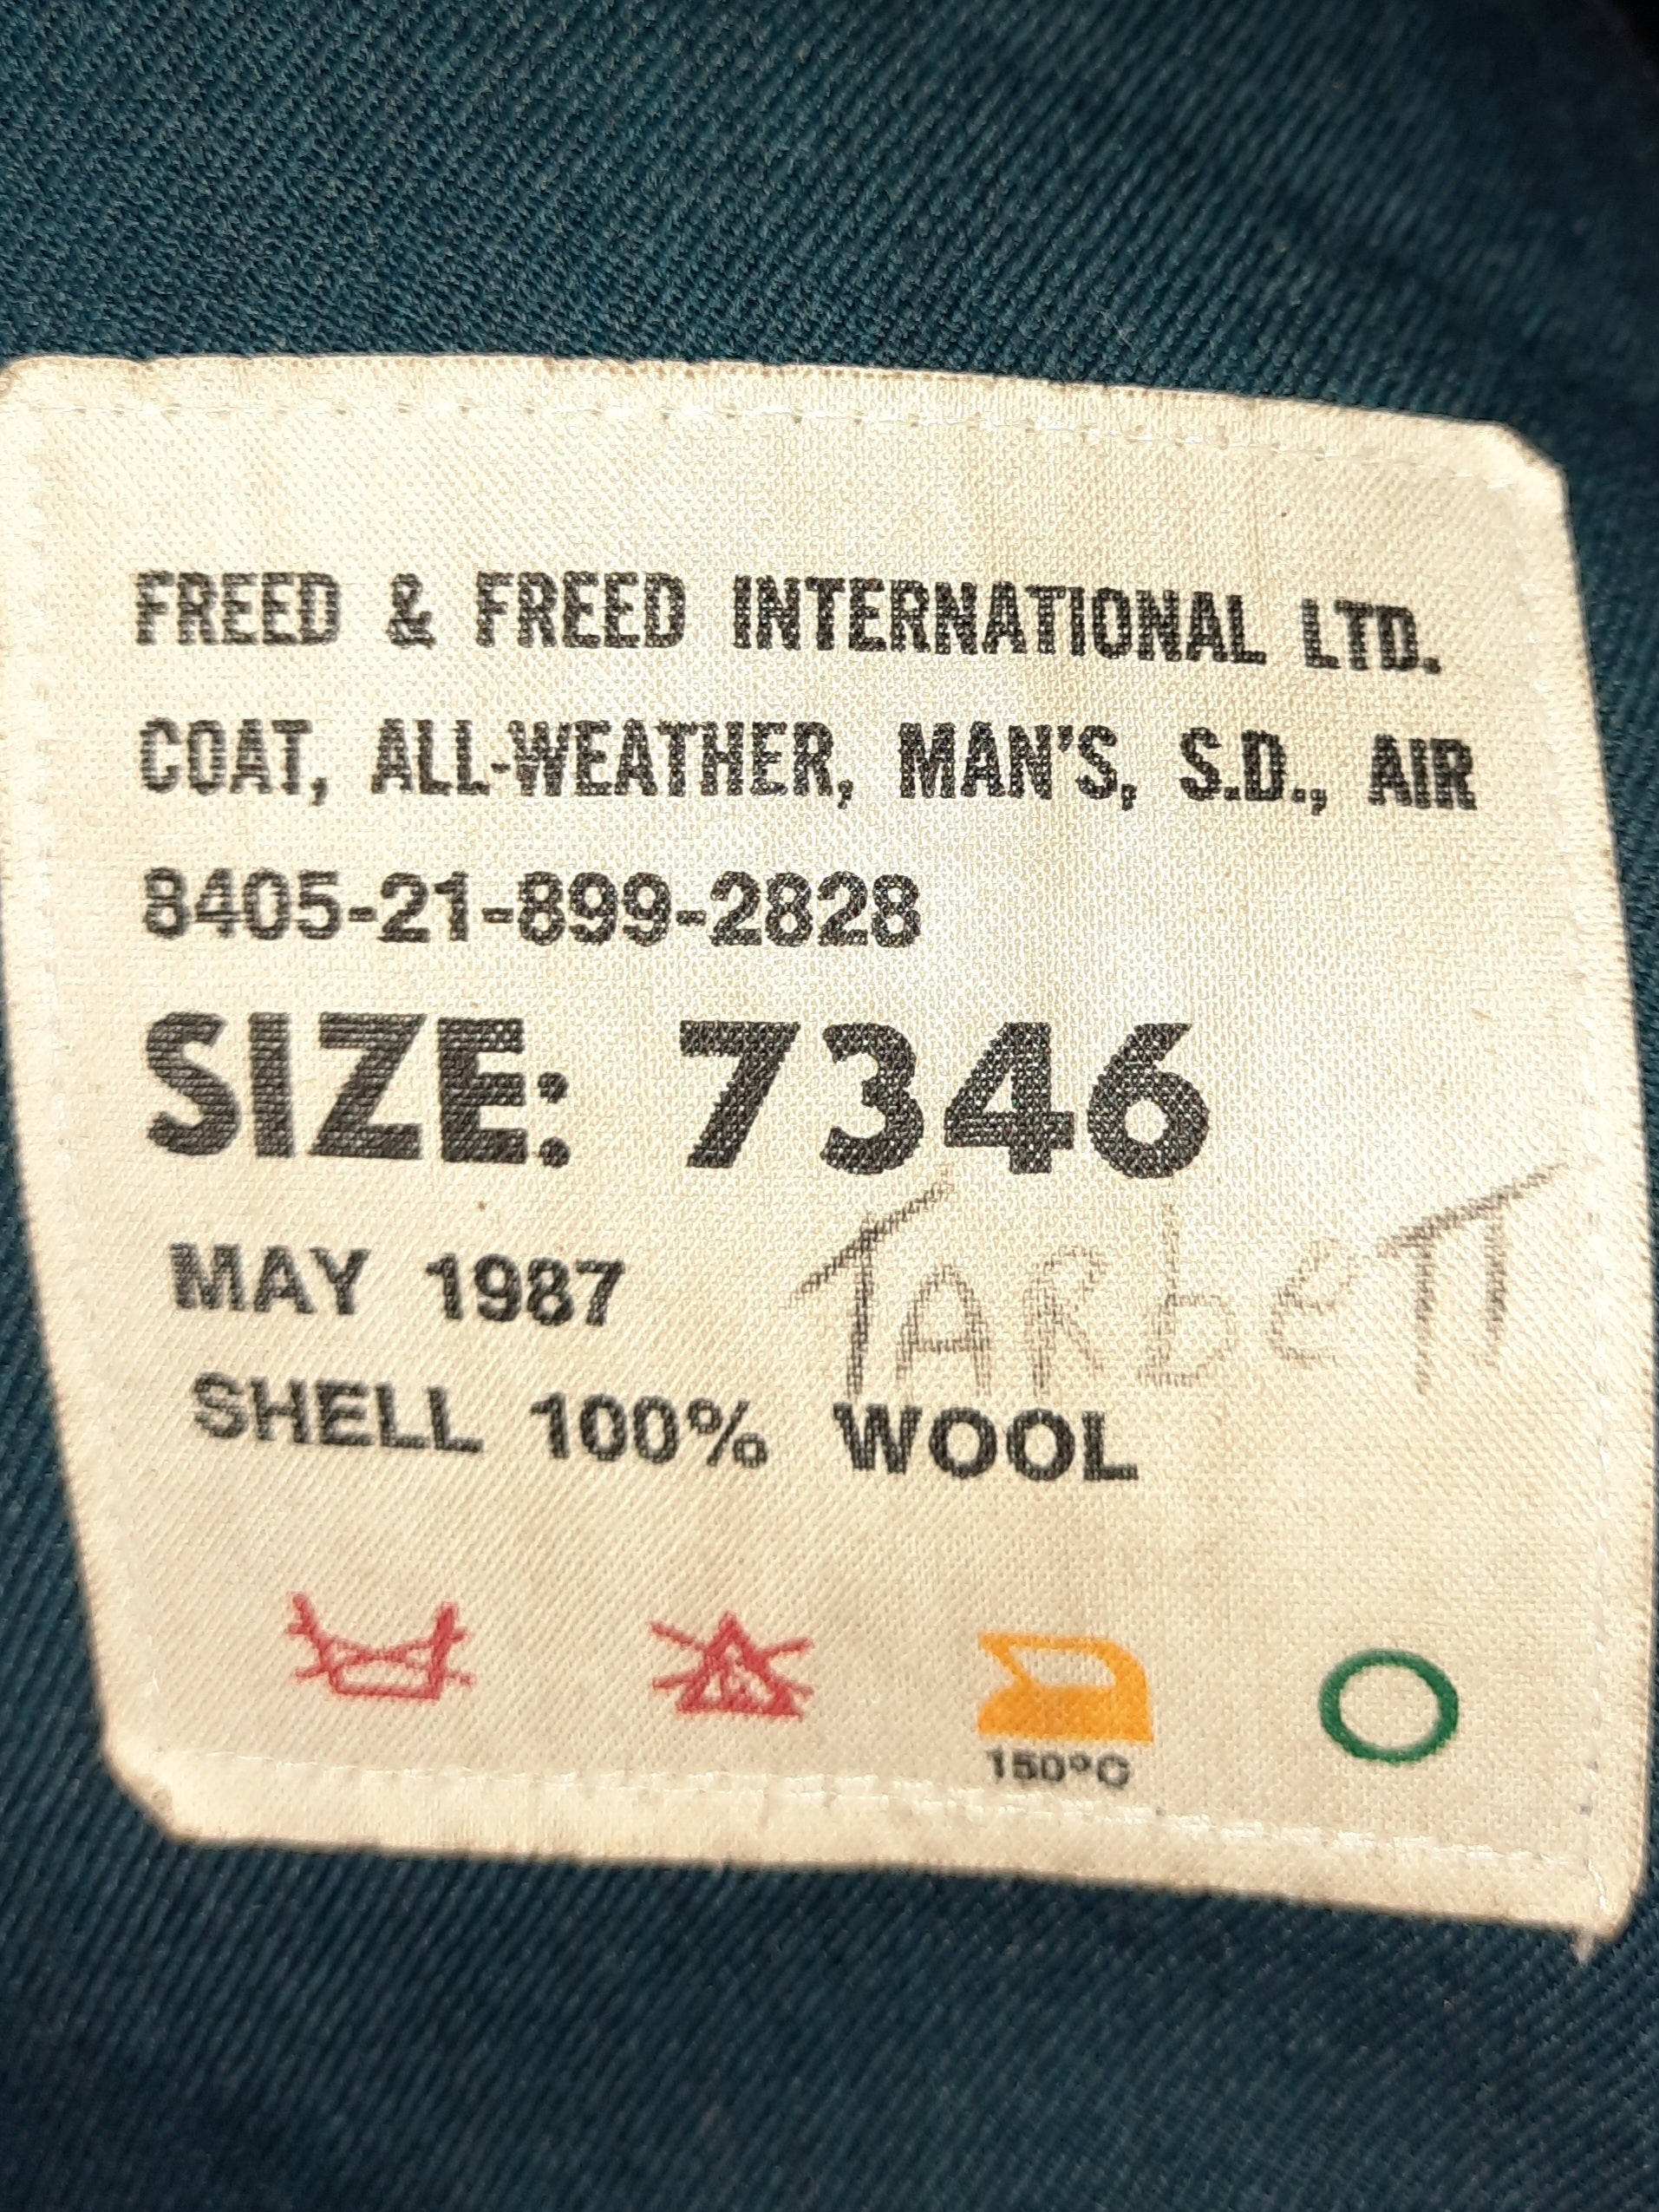 FREED & FREED INTERNATIONAL LTD.
COAT, ALL-WEATHER, MAN'S, S.D., AIR
8405-21-899-2828
SIZE: 7346
TARbeTT
MAY 1987
SHELL 100% WOOL
150°C